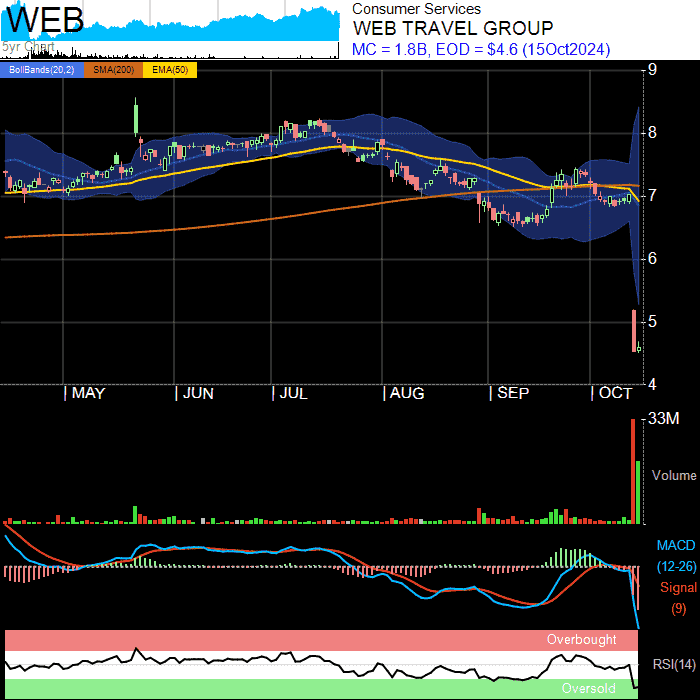 WEB
5yr Chart
Consumer Services
WEB TRAVEL GROUP
MC = 1.8B, EOD = $4.6 (15Oct2024)
BollBands(20,2) SMA(200) EMA(50)
9
8
7
6
5
4
MAY JUN JUL AUG SEP OCT
33M
Volume
MACD
(12-26)
Signal
(9)
Overbought
RSI(14)
Oversold